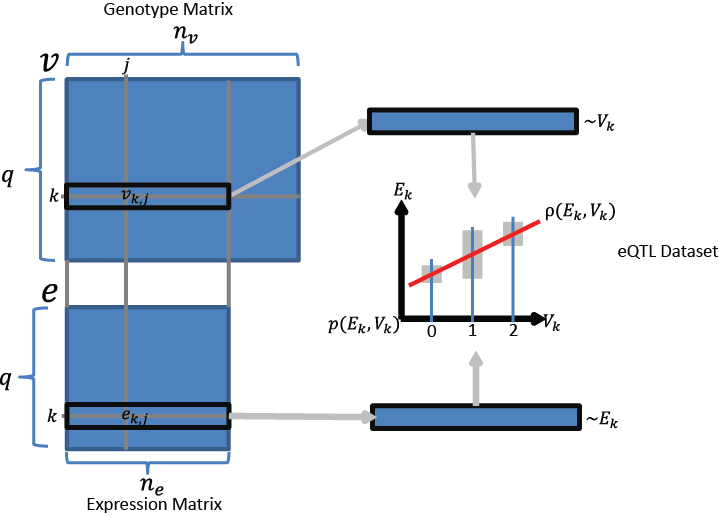 Genotype Matrix
n_v
v
j
q
k
v_{k,j}
~V_k
E_k
ρ(E_k,V_k)
eQTL Dataset
p(E_k,V_k)
0 1 2
V_k
e
q
k
e_{k,j}
~E_k
n_e
Expression Matrix